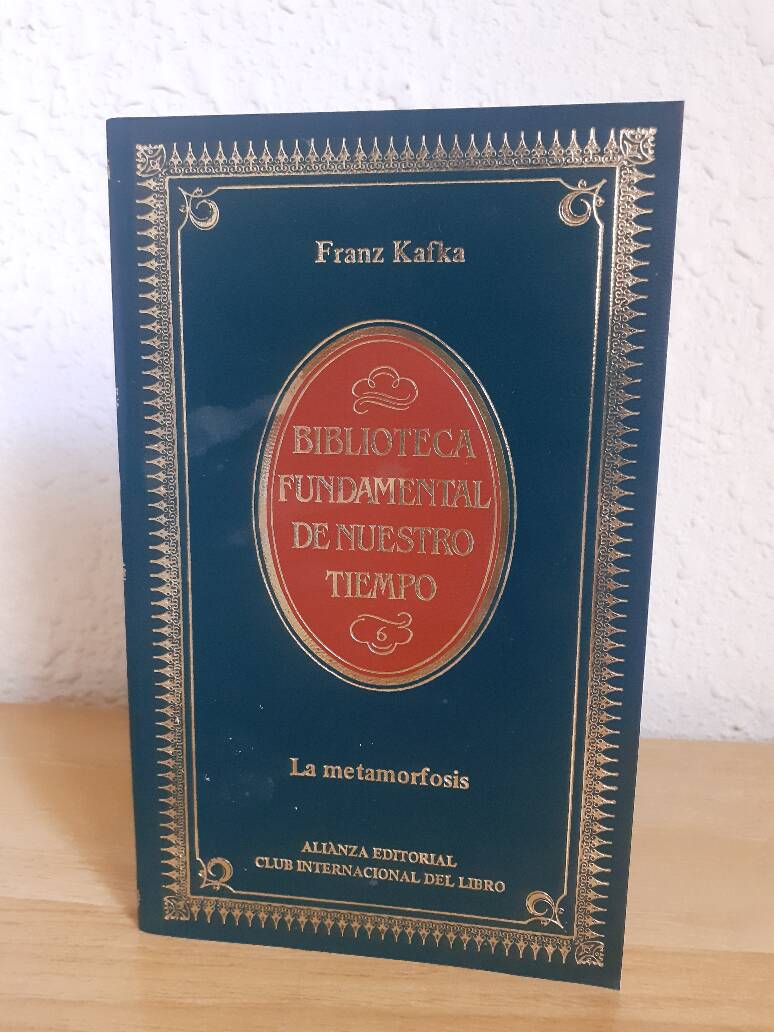 Franz Kafka
BIBLIOTECA
FUNDAMENTAL
DE NUESTRO
TIEMPO
6
La metamorfosis
ALIANZA EDITORIAL
CLUB INTERNACIONAL DEL LIBRO